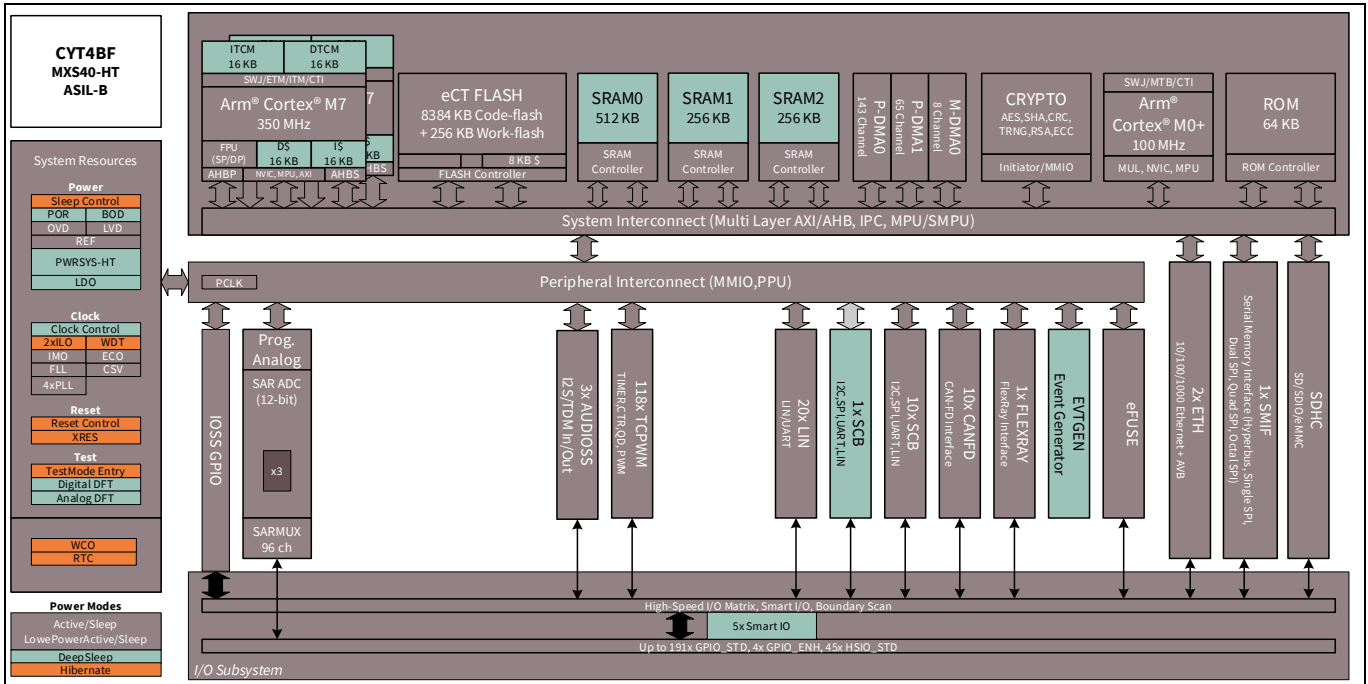 CYT4BF
MXS40-HT
ASIL-B
System Resources
Power
Sleep Control
POR BOD
OVD LVD
REF
PWRSYS-HT
LDO
Clock
Clock Control
2xILO WDT
IMO ECO
FLL CSV
4xPLL
Reset
Reset Control
XRES
Test
TestMode Entry
Digital DFT
Analog DFT
WCO
RTC
Power Modes
Active/Sleep
LowePowerActive/Sleep
DeepSleep
Hibernate
ITCM
16 KB
DTCM
16 KB
SWJ/ETM/ITM/CTI
Arm® Cortex® M7
350 MHz
FPU
(SP/DP)
D$
16 KB
I$
16 KB
AHBP
NVIC, MPU, AXI
AHBS
7
$
KB
HBS
eCT FLASH
8384 KB Code-flash
+ 256 KB Work-flash
8 KB $
FLASH Controller
SRAM0
512 KB
SRAM
Controller
SRAM1
256 KB
SRAM
Controller
SRAM2
256 KB
SRAM
Controller
P-DMA0
143 Channel
P-DMA1
65 Channel
M-DMA0
8 Channel
CRYPTO
AES,SHA,CRC,
TRNG,RSA,ECC
Initiator/MMIO
SWJ/MTB/CTI
Arm®
Cortex® M0+
100 MHz
MUL, NVIC, MPU
ROM
64 KB
ROM Controller
System Interconnect (Multi Layer AXI/AHB, IPC, MPU/SMPU)
PCLK
Peripheral Interconnect (MMIO,PPU)
IOSS GPIO
Prog.
Analog
SAR ADC
(12-bit)
x3
SARMUX
96 ch
3x AUDIOSS
I2S/TDM In/Out
118x TCPWM
TIMER,CTR,QD, PWM
20x LIN
LIN/UART
1x SCB
I2C,SPI,UART,LIN
10x SCB
I2C,SPI,UART,LIN
10x CANFD
CAN-FD Interface
1x FLEXRAY
FlexRay Interface
EVTGEN
Event Generator
eFUSE
2x ETH
10/100/1000 Ethernet + AVB
1x SMIF
Serial Memory Interface (Hyperbus, Single SPI,
Dual SPI, Quad SPI, Octal SPI)
SDHC
SD/SDIO/eMMC
High-Speed I/O Matrix, Smart I/O, Boundary Scan
5x Smart IO
Up to 191x GPIO_STD, 4x GPIO_ENH, 45x HSIO_STD
I/O Subsystem